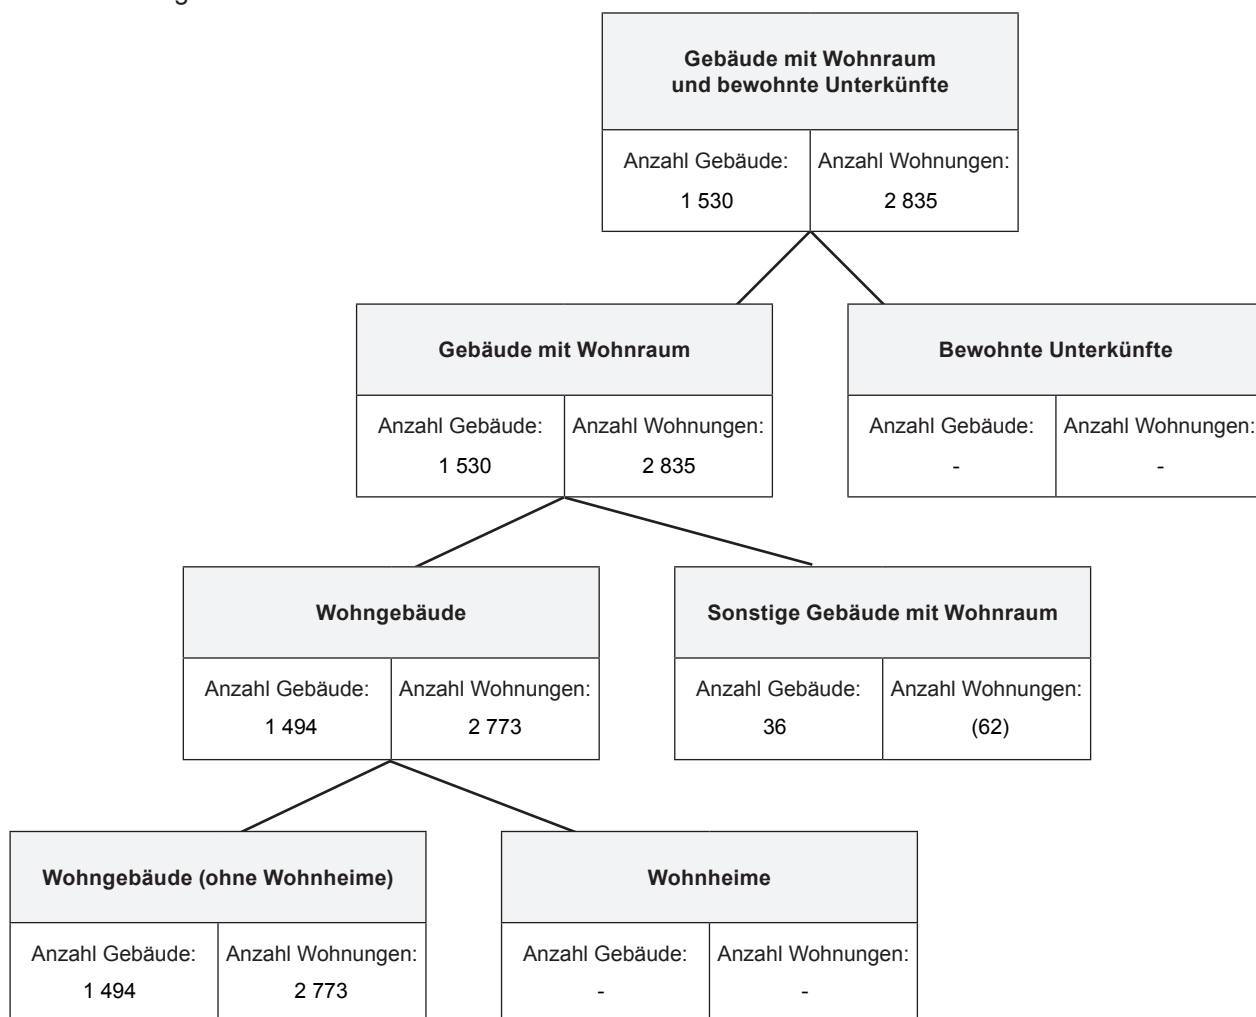 Gebäude mit Wohnraum
und bewohnte Unterkünfte
Anzahl Gebäude: Anzahl Wohnungen:
1 530 2 835
Gebäude mit Wohnraum Bewohnte Unterkünfte
Anzahl Gebäude: Anzahl Wohnungen: Anzahl Gebäude: Anzahl Wohnungen:
1 530 2 835 - -
Wohngebäude Sonstige Gebäude mit Wohnraum
Anzahl Gebäude: Anzahl Wohnungen: Anzahl Gebäude: Anzahl Wohnungen:
1 494 2 773 36 (62)
Wohngebäude (ohne Wohnheime) Wohnheime
Anzahl Gebäude: Anzahl Wohnungen: Anzahl Gebäude: Anzahl Wohnungen:
1 494 2 773 - -